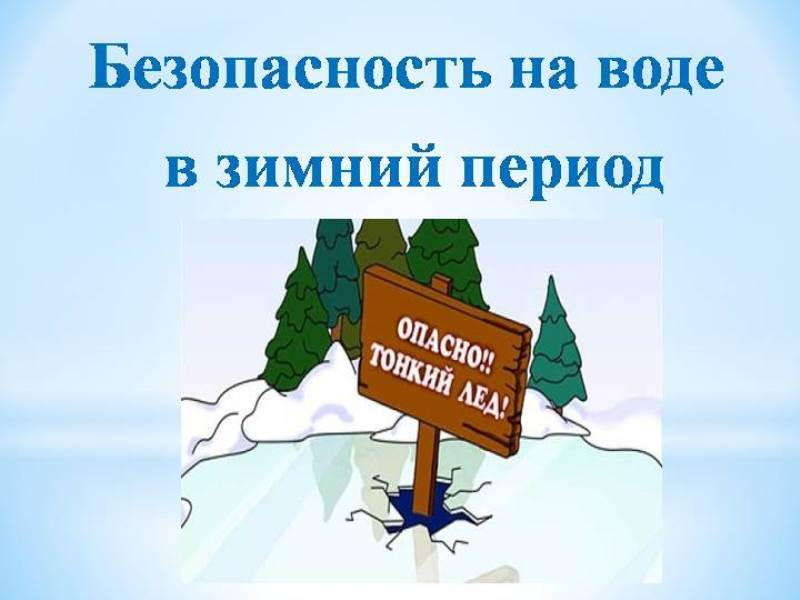 Безопасность на воде
в зимний период
ОПАСНО!!
ТОНКИЙ ЛЕД!